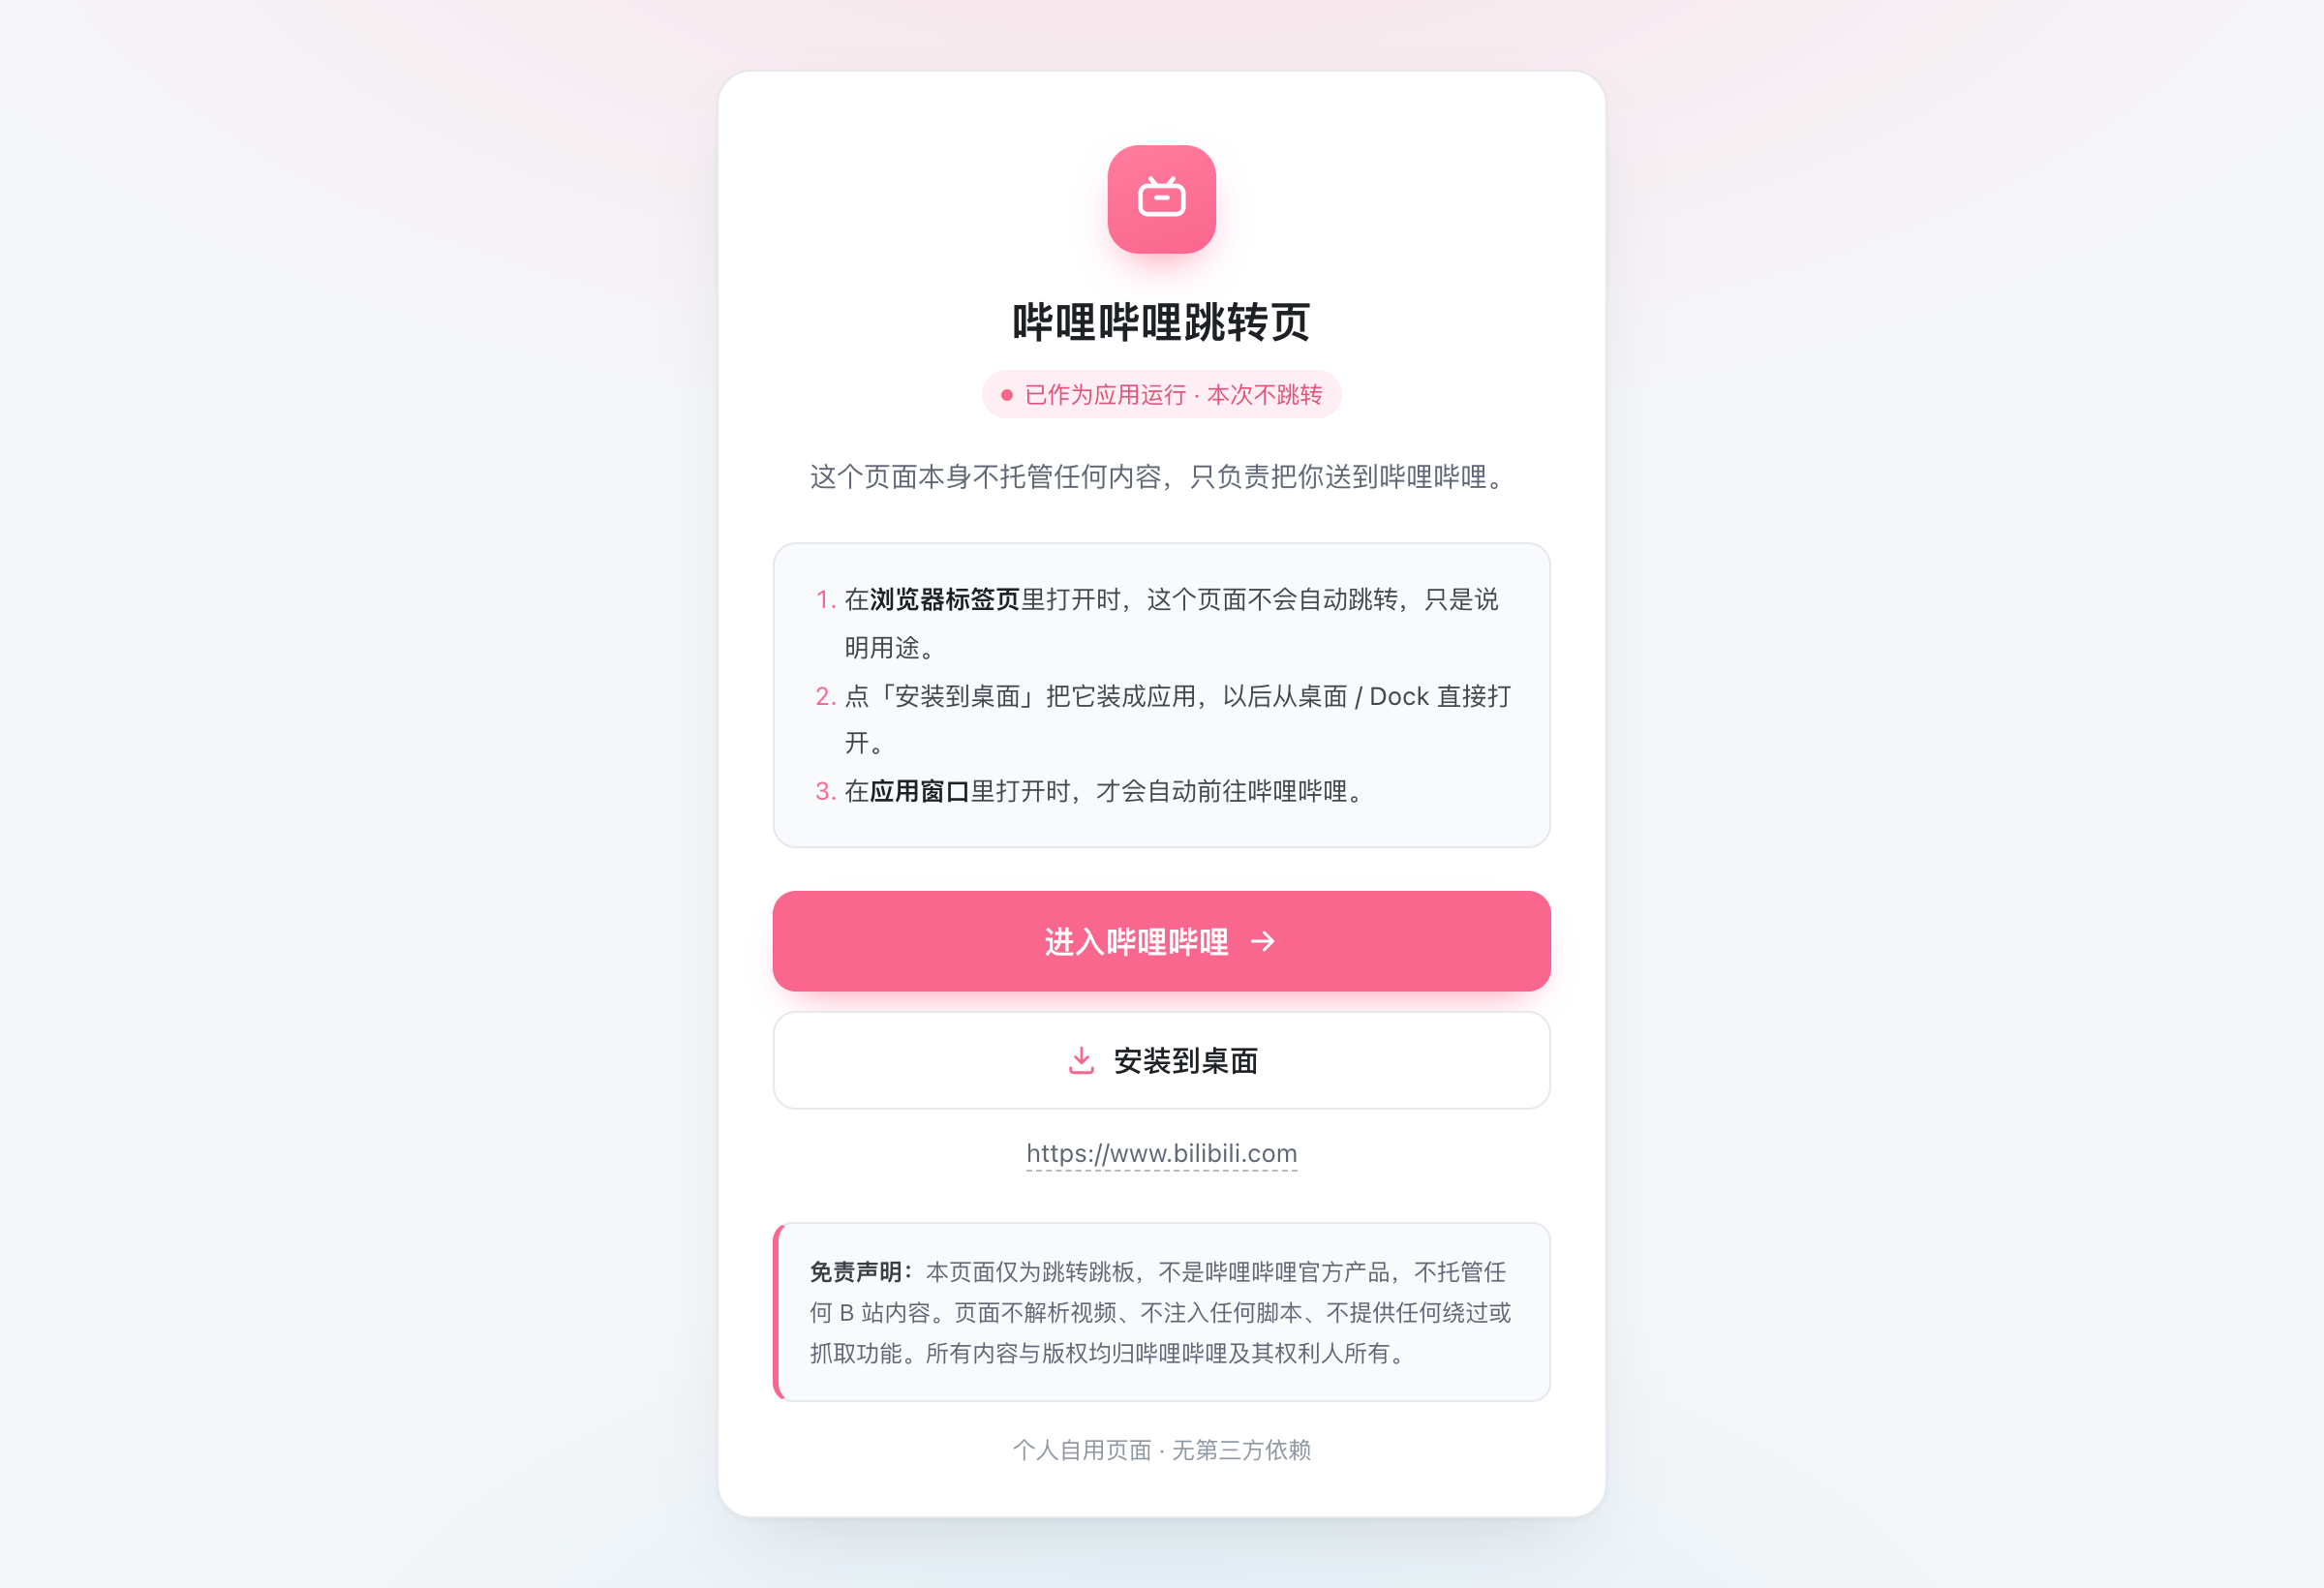 哔哩哔哩跳转页
已作为应用运行 · 本次不跳转
这个页面本身不托管任何内容，只负责把你送到哔哩哔哩。
1. 在浏览器标签页里打开时，这个页面不会自动跳转，只是说
明用途。
2. 点「安装到桌面」把它装成应用，以后从桌面 / Dock 直接打
开。
3. 在应用窗口里打开时，才会自动前往哔哩哔哩。
进入哔哩哔哩 →
安装到桌面
https://www.bilibili.com
免责声明：本页面仅为跳转跳板，不是哔哩哔哩官方产品，不托管任
何 B 站内容。页面不解析视频、不注入任何脚本、不提供任何绕过或
抓取功能。所有内容与版权均归哔哩哔哩及其权利人所有。
个人自用页面 · 无第三方依赖